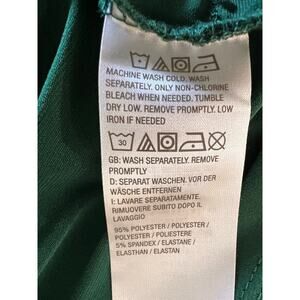 MACHINE WASH COLD. WASH
SEPARATELY. ONLY NON-CHLORINE
BLEACH WHEN NEEDED. TUMBLE
DRY LOW. REMOVE PROMPTLY. LOW
IRON IF NEEDED
30
GB: WASH SEPARATELY. REMOVE
PROMPTLY
D: SEPARAT WASCHEN. VOR DER
WÄSCHE ENTFERNEN
I: LAVARE SEPARATAMENTE.
RIMUOVERE SUBITO DOPO IL
LAVAGGIO
95% POLYESTER / POLYESTER /
POLYESTER / POLIESTERE
5% SPANDEX / ELASTANE /
ELASTHAN / ELASTAN